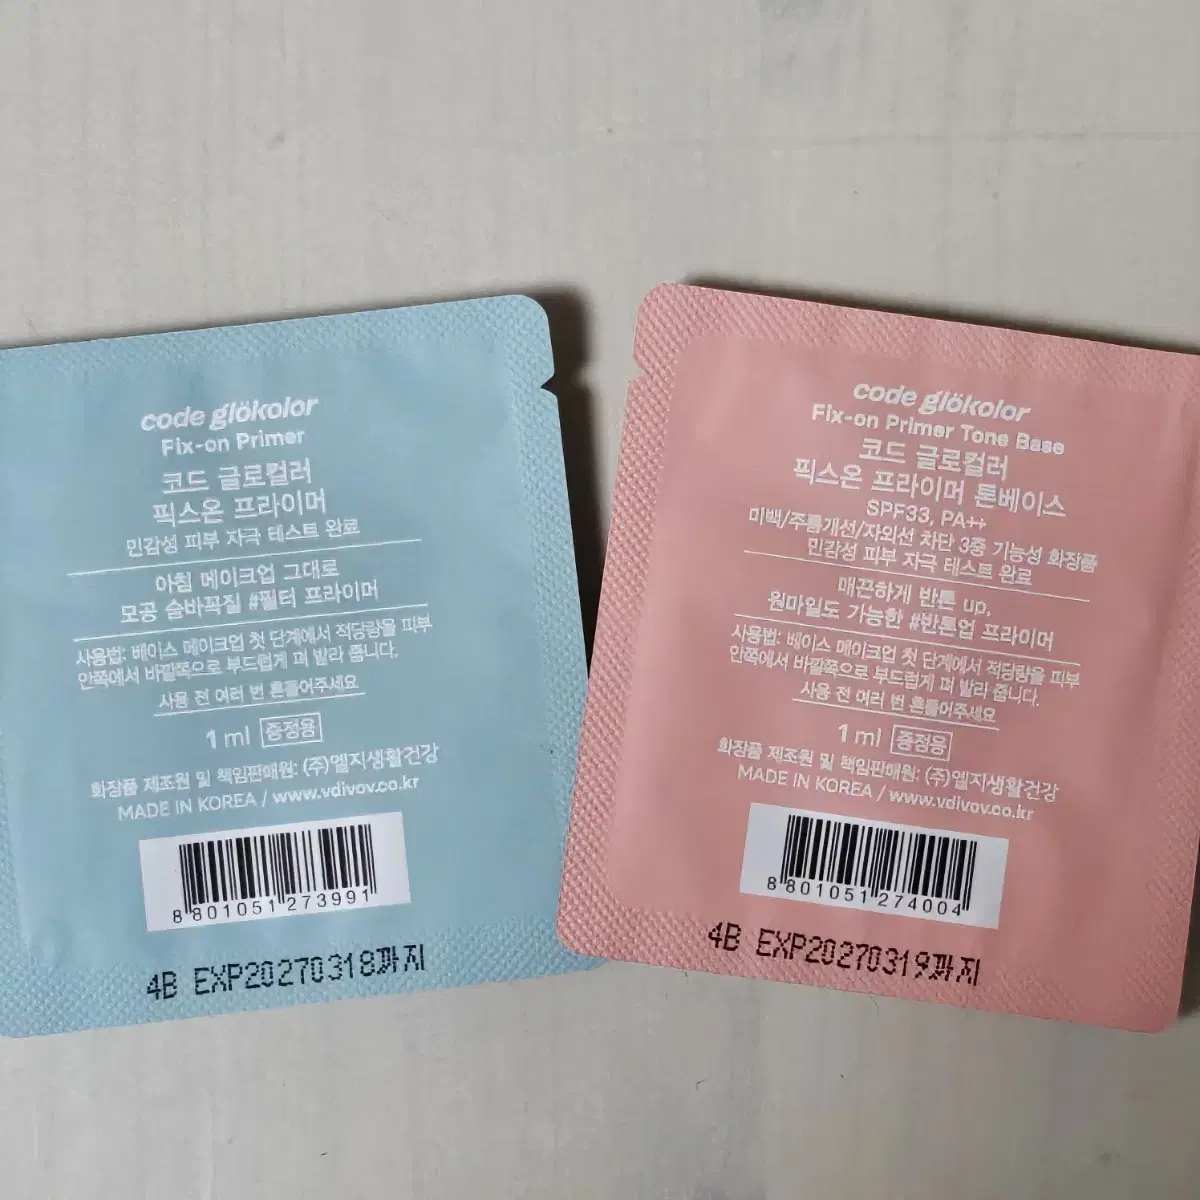 code glökolor
Fix-on Primer
코드 글로컬러
픽스온 프라이머
민감성 피부 자극 테스트 완료
아침 메이크업 그대로
모공 숨바꼭질 #필터 프라이머
사용법: 베이스 메이크업 첫 단계에서 적당량을 피부
안쪽에서 바깥쪽으로 부드럽게 펴 발라 줍니다.
사용 전 여러 번 흔들어주세요
1 ml 증정용
화장품 제조원 및 책임판매원: (주)엘지생활건강
MADE IN KOREA / www.vdivov.co.kr
8 801051 273991
4B EXP20270318까지
code glökolor
Fix-on Primer Tone Base
코드 글로컬러
픽스온 프라이머 톤베이스
SPF33, PA++
미백/주름개선/자외선 차단 3중 기능성 화장품
민감성 피부 자극 테스트 완료
매끈하게 반톤 up,
원마일도 가능한 #반톤업 프라이머
사용법: 베이스 메이크업 첫 단계에서 적당량을 피부
안쪽에서 바깥쪽으로 부드럽게 펴 발라 줍니다.
사용 전 여러 번 흔들어주세요
1 ml 증정용
화장품 제조원 및 책임판매원: (주)엘지생활건강
MADE IN KOREA / www.vdivov.co.kr
8 801051 274004
4B EXP20270319까지